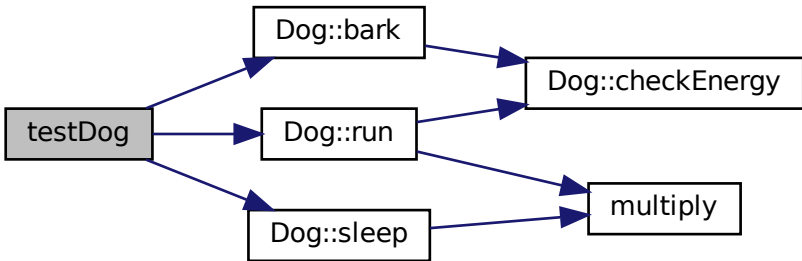 Dog::bark
Dog::checkEnergy
testDog
Dog::run
multiply
Dog::sleep